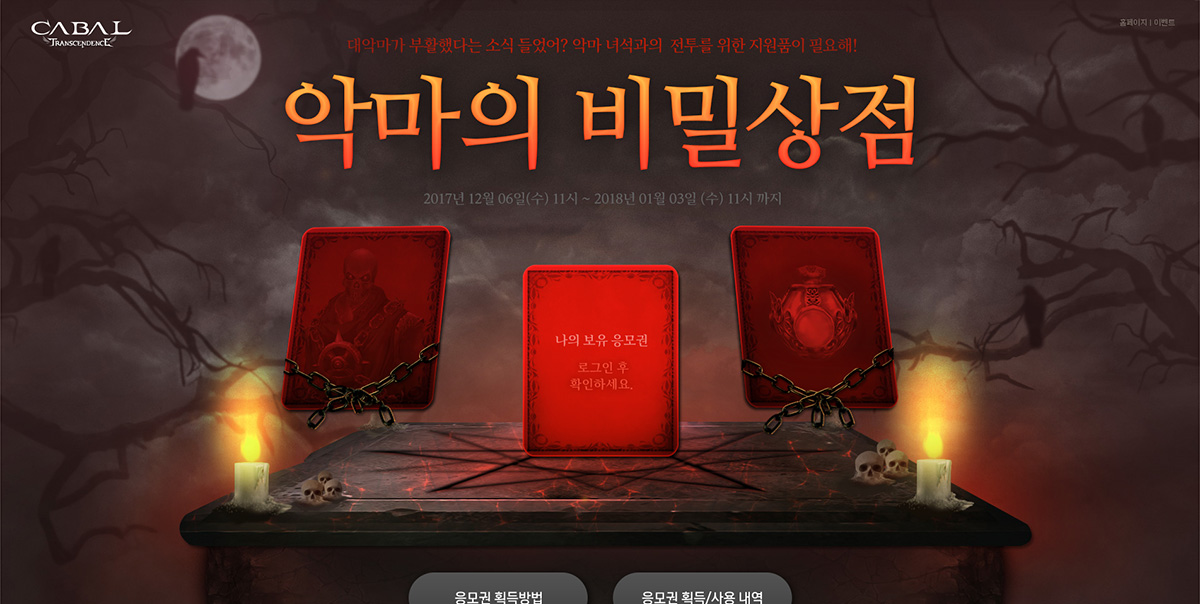 CABAL
TRANSCENDENCE
홈페이지 | 이벤트
대악마가 부활했다는 소식 들었어? 악마 녀석과의 전투를 위한 지원품이 필요해!
악마의 비밀상점
2017년 12월 06일(수) 11시 ~ 2018년 01월 03일 (수) 11시 까지
나의 보유 응모권
로그인 후
확인하세요.
응모권 획득방법
응모권 획득/사용 내역